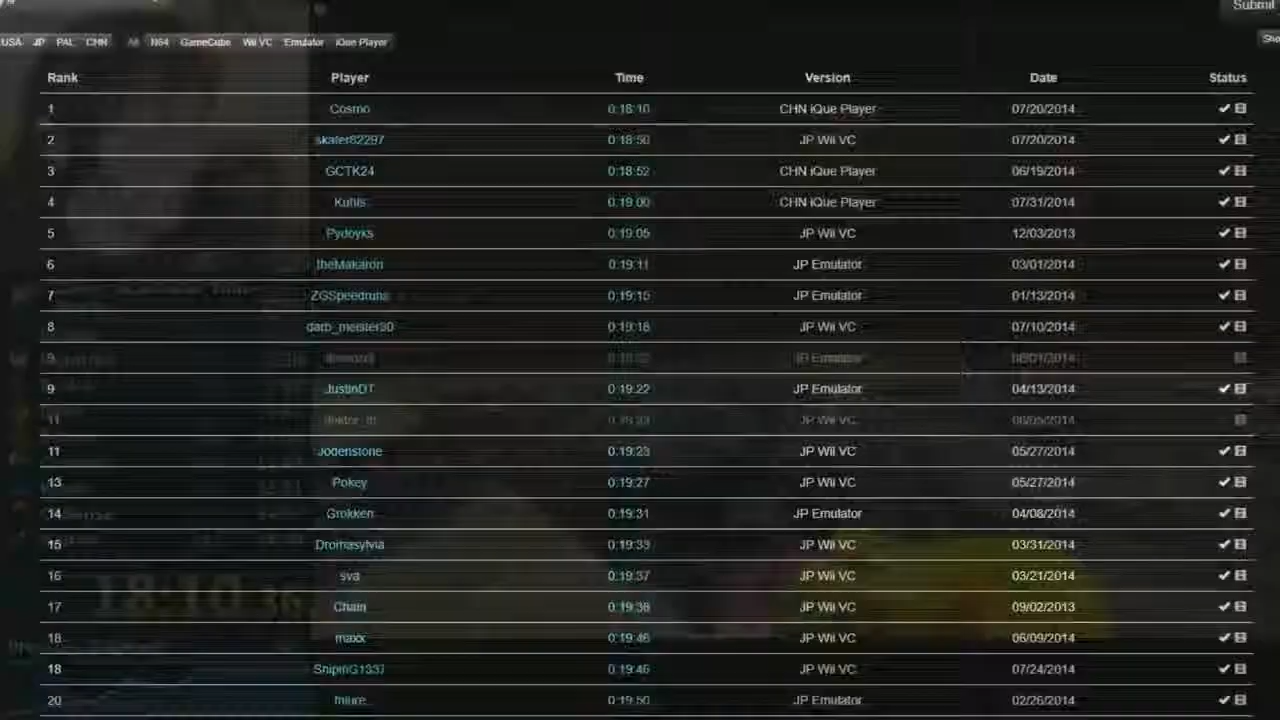 Submit
USA JP PAL CHN All N64 GameCube Wii VC Emulator iQue Player
Rank Player Time Version Date Status
1 Cosmo 0:18:10 CHN iQue Player 07/20/2014
2 skater82297 0:18:50 JP Wii VC 07/20/2014
3 GCTK24 0:18:52 CHN iQue Player 06/19/2014
4 0:19:00 CHN iQue Player 07/31/2014
5 Pydoyks 0:19:05 JP Wii VC 12/03/2013
6 theMakaron 0:19:11 JP Emulator 03/01/2014
7 ZGSpeedruns 0:19:15 JP Emulator 01/13/2014
8 darb_meister90 0:19:18 JP Wii VC 07/10/2014
9 JP Emulator
9 JustinDT 0:19:22 JP Emulator 04/13/2014
11 JP Wii VC 06/05/2014
11 Jodenstone 0:19:23 JP Wii VC 05/27/2014
13 Pokey 0:19:27 JP Wii VC 05/27/2014
14 Grokken 0:19:31 JP Emulator 04/08/2014
15 Dromasylvia 0:19:33 JP Wii VC 03/31/2014
16 sva 0:19:37 JP Wii VC 03/21/2014
17 Chain 0:19:38 JP Wii VC 09/02/2013
18 maxx 0:19:46 JP Wii VC 06/09/2014
18 SnipinG1337 0:19:46 JP Wii VC 07/24/2014
20 0:19:50 JP Emulator 02/26/2014